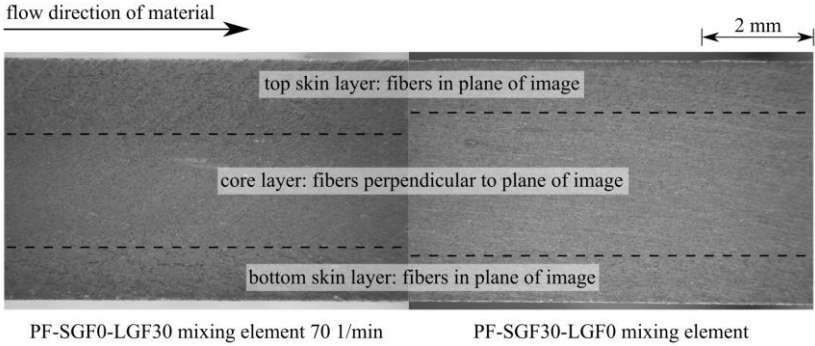 flow direction of material
2 mm
top skin layer: fibers in plane of image
core layer: fibers perpendicular to plane of image
bottom skin layer: fibers in plane of image
PF-SGF0-LGF30 mixing element 70 1/min
PF-SGF30-LGF0 mixing element